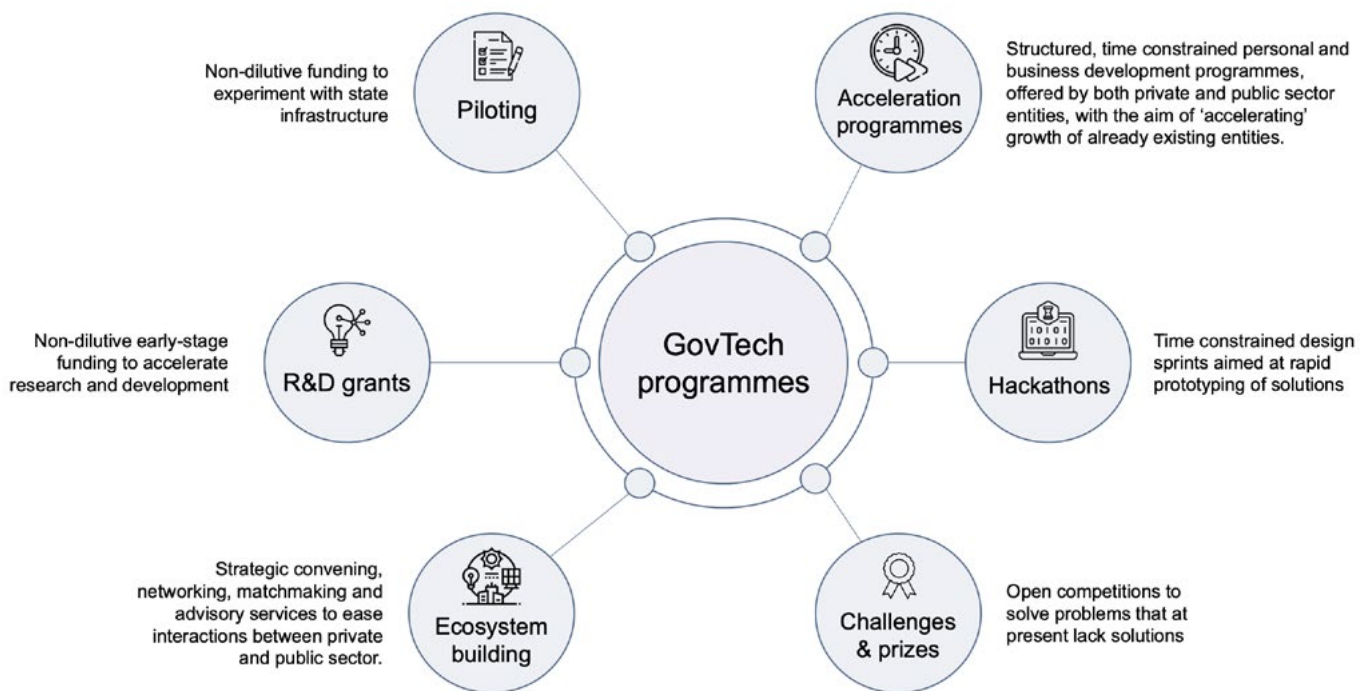 Non-dilutive funding to
experiment with state
infrastructure
Piloting
Acceleration
programmes
Structured, time constrained personal and
business development programmes,
offered by both private and public sector
entities, with the aim of ‘accelerating’
growth of already existing entities.
Non-dilutive early-stage
funding to accelerate
research and development
R&D grants
GovTech
programmes
10101
01010
Hackathons
Time constrained design
sprints aimed at rapid
prototyping of solutions
Strategic convening,
networking, matchmaking and
advisory services to ease
interactions between private
and public sector.
Ecosystem
building
Challenges
& prizes
Open competitions to
solve problems that at
present lack solutions